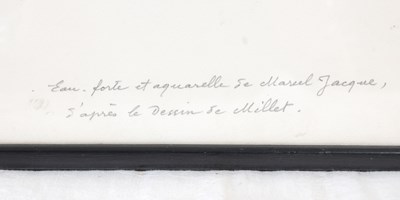 Eau-forte et aquarelle de Marcel Jacque,
d'après le Dessin de Millet.